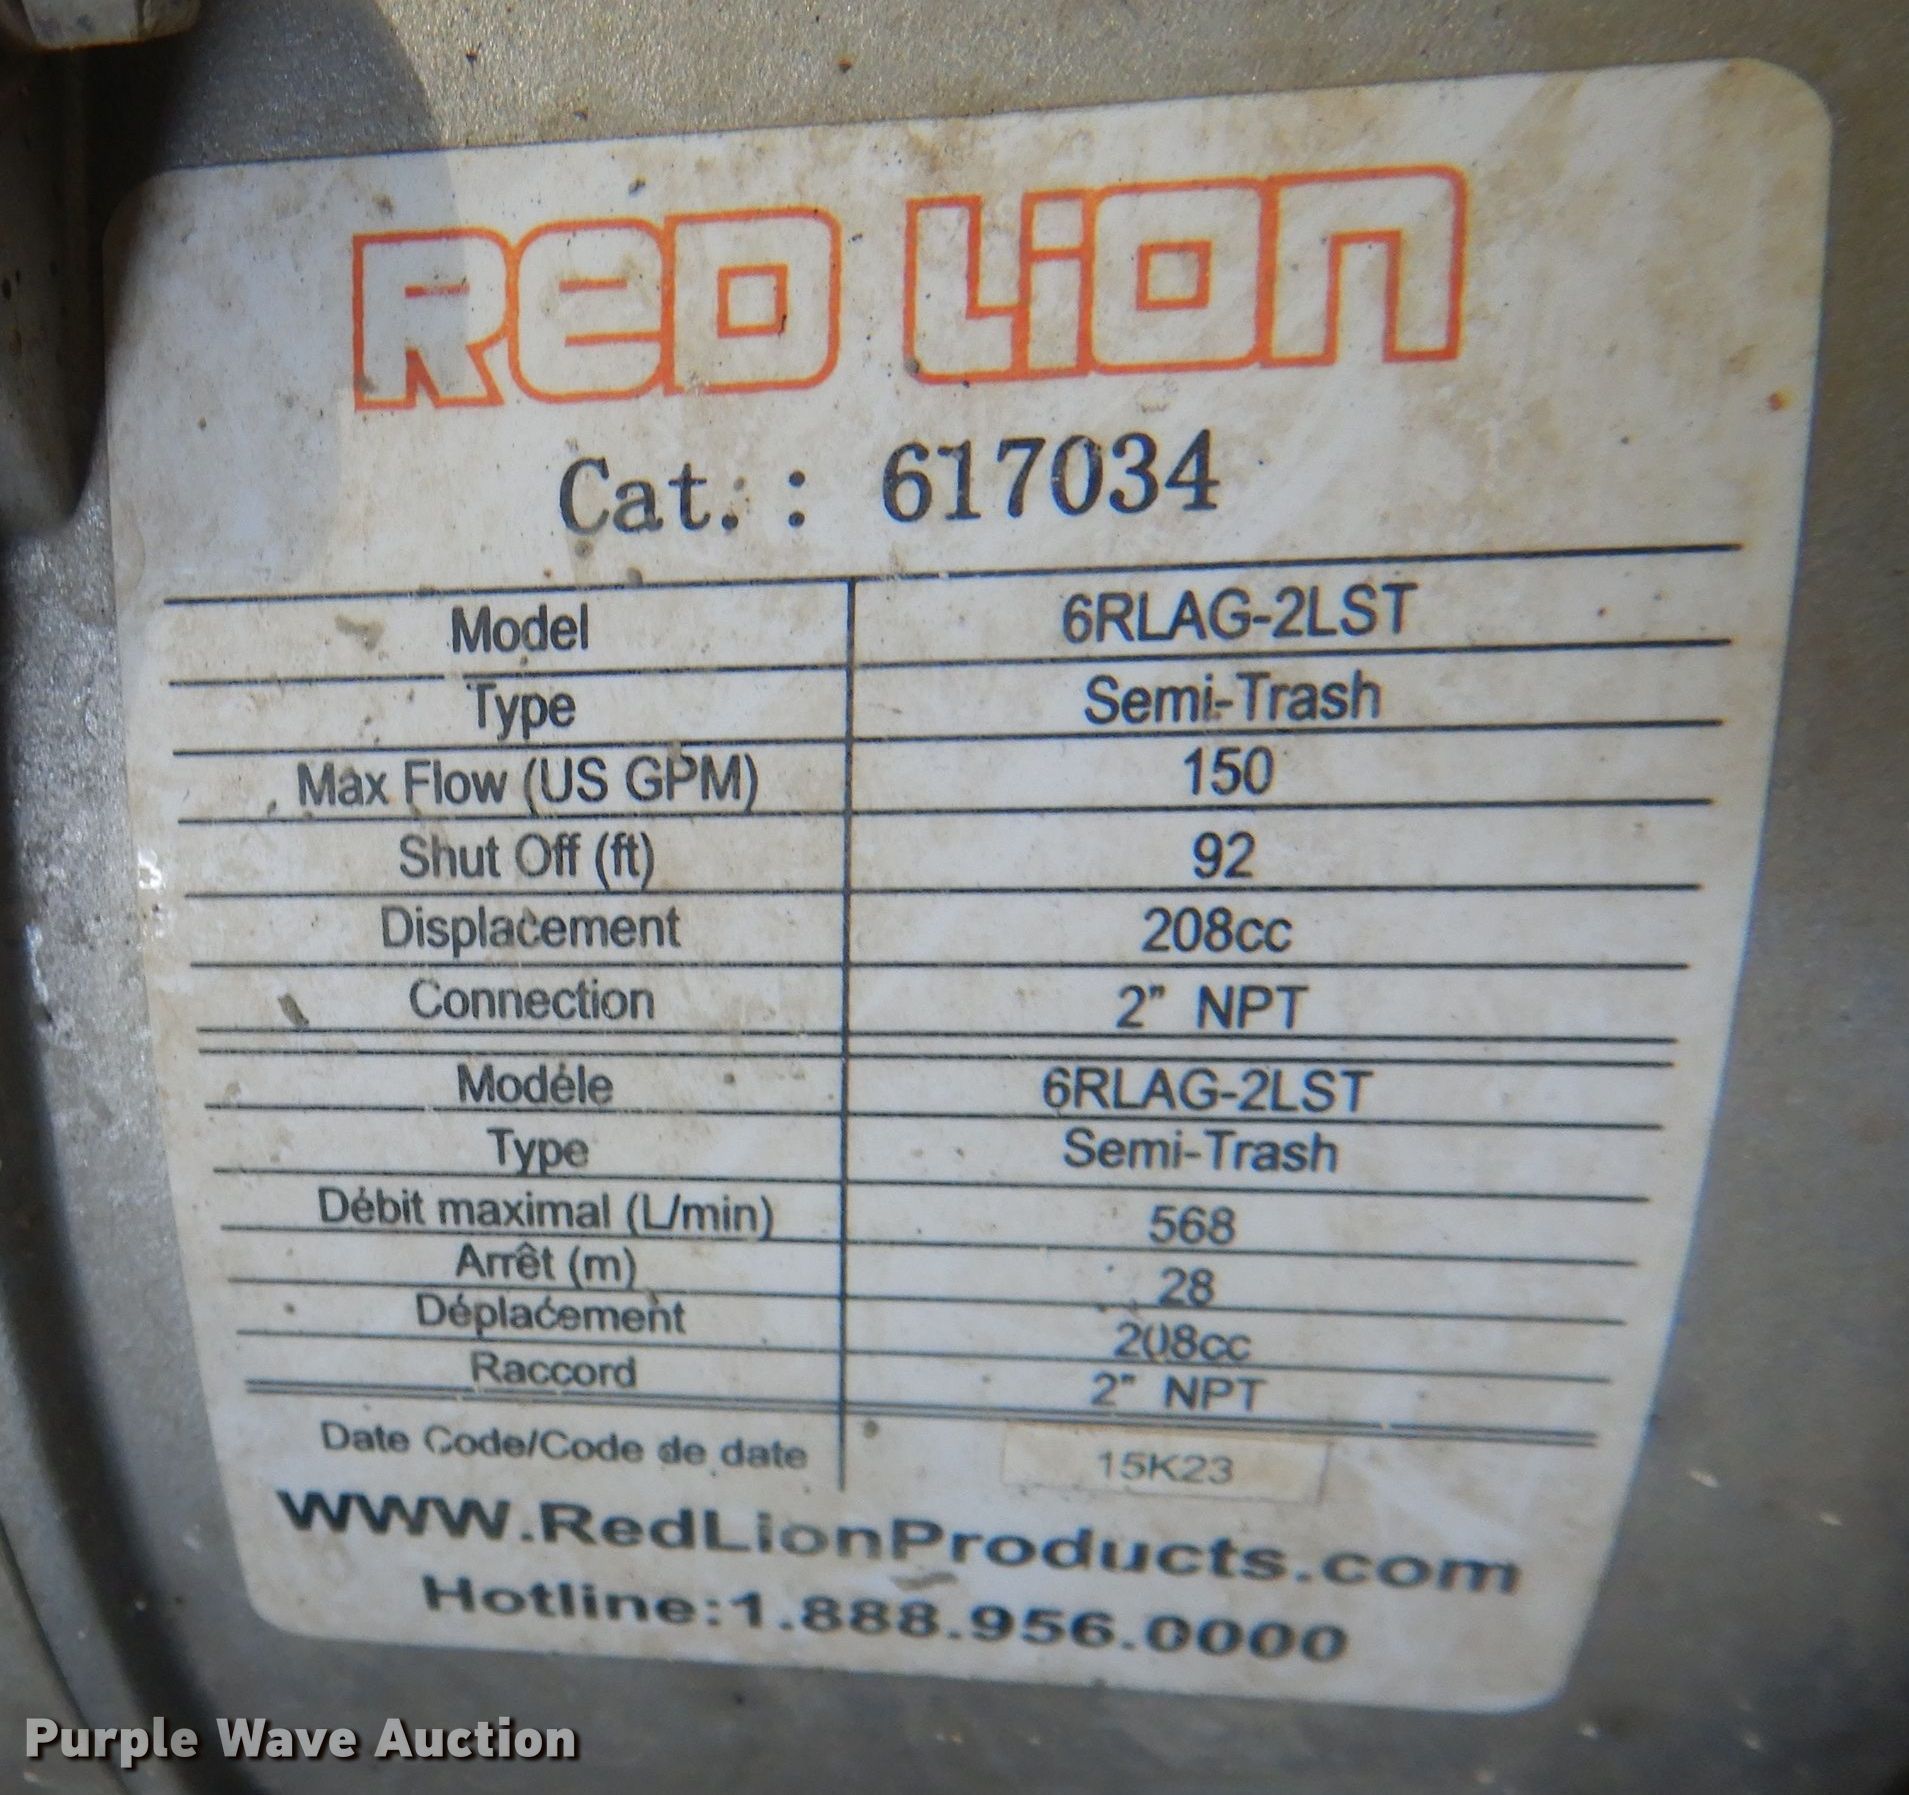 RED LION
Cat.: 617034
Model 6RLAG-2LST
Type Semi-Trash
Max Flow (US GPM) 150
Shut Off (ft) 92
Displacement 208cc
Connection 2" NPT
Modéle 6RLAG-2LST
Type Semi-Trash
Débit maximal (L/min) 568
Arrêt (m) 28
Déplacement 208cc
Raccord 2" NPT
Date Code/Code de date 15K23
WWW.RedLionProducts.com
Hotline:1.888.956.0000
Purple Wave Auction